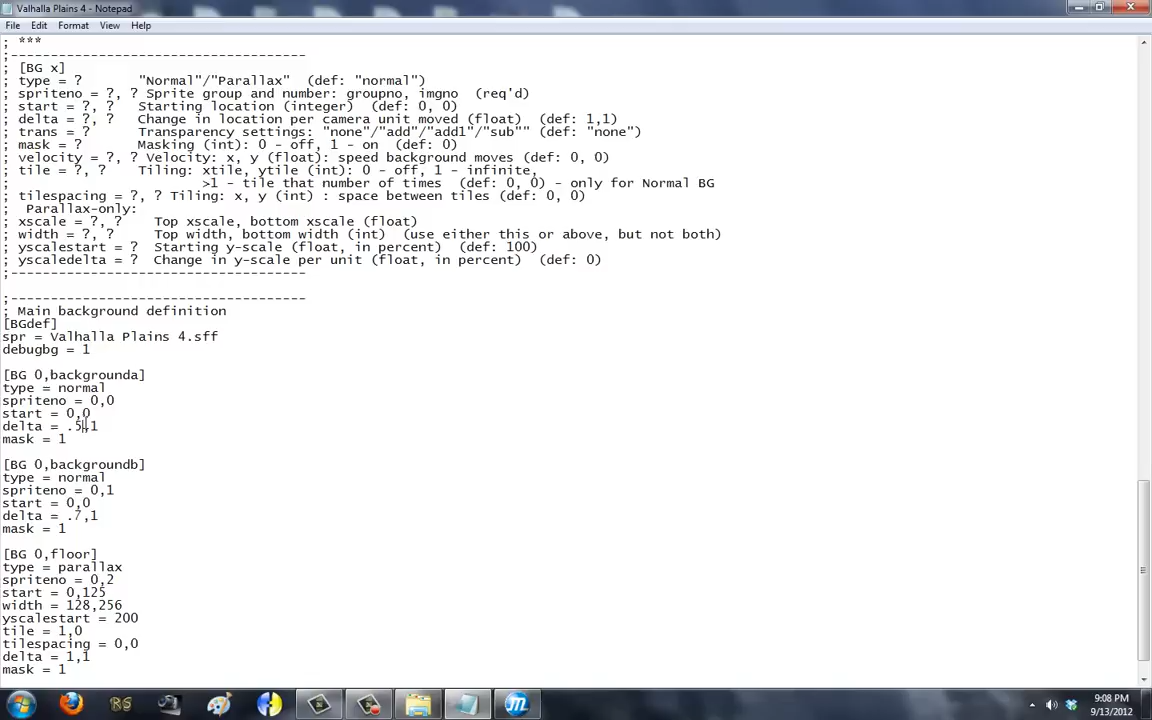 Valhalla Plains 4 - Notepad
File Edit Format View Help
; ***
;-------------------------------------
; [BG x]
; type = ? "Normal"/"Parallax" (def: "normal")
; spriteno = ?, ? Sprite group and number: groupno, imgno (req'd)
; start = ?, ? Starting location (integer) (def: 0, 0)
; delta = ?, ? Change in location per camera unit moved (float) (def: 1,1)
; trans = ? Transparency settings: "none"/"add"/"add1"/"sub"" (def: "none")
; mask = ? Masking (int): 0 - off, 1 - on (def: 0)
; velocity = ?, ? Velocity: x, y (float): speed background moves (def: 0, 0)
; tile = ?, ? Tiling: xtile, ytile (int): 0 - off, 1 - infinite,
; >1 - tile that number of times (def: 0, 0) - only for Normal BG
; tilespacing = ?, ? Tiling: x, y (int) : space between tiles (def: 0, 0)
; Parallax-only:
; xscale = ?, ? Top xscale, bottom xscale (float)
; width = ?, ? Top width, bottom width (int) (use either this or above, but not both)
; yscalestart = ? Starting y-scale (float, in percent) (def: 100)
; yscaledelta = ? Change in y-scale per unit (float, in percent) (def: 0)
;-------------------------------------
;-------------------------------------
; Main background definition
[BGdef]
spr = Valhalla Plains 4.sff
debugbg = 1
[BG 0,backgrounda]
type = normal
spriteno = 0,0
start = 0,0
delta = .5,1
mask = 1
[BG 0,backgroundb]
type = normal
spriteno = 0,1
start = 0,0
delta = .7,1
mask = 1
[BG 0,floor]
type = parallax
spriteno = 0,2
start = 0,125
width = 128,256
yscalestart = 200
tile = 1,0
tilespacing = 0,0
delta = 1,1
mask = 1
RS
9:08 PM
9/13/2012